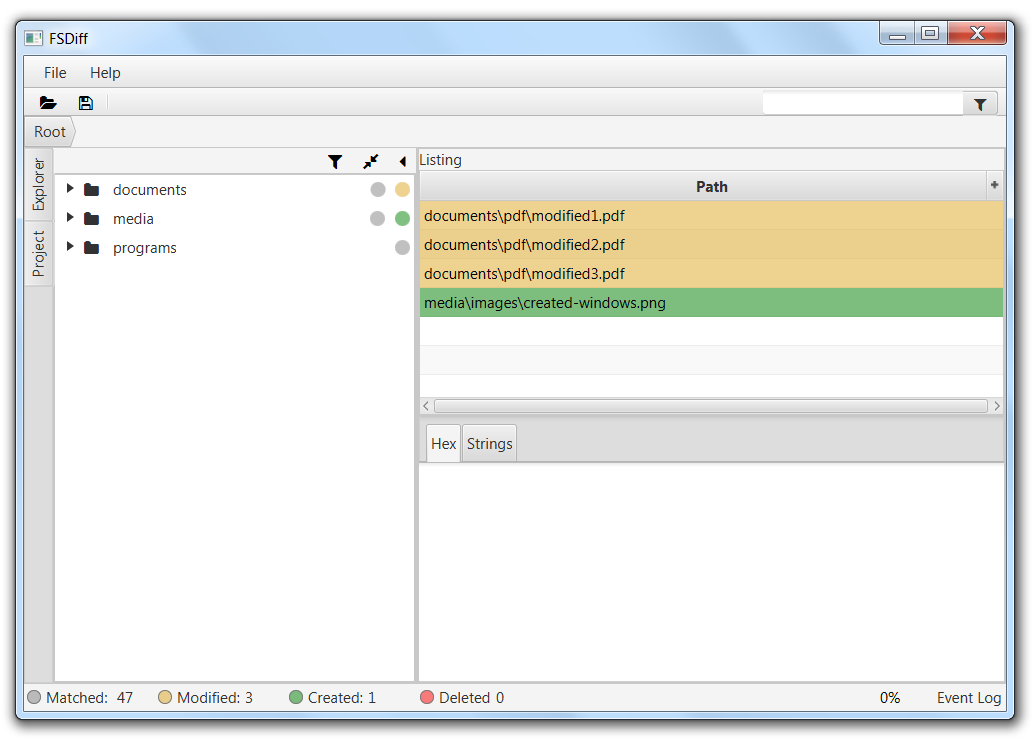 FSDiff
File Help
Root
Explorer
Project
documents
media
programs
Listing
Path +
documents\pdf\modified1.pdf
documents\pdf\modified2.pdf
documents\pdf\modified3.pdf
media\images\created-windows.png
Hex Strings
Matched: 47 Modified: 3 Created: 1 Deleted 0 0% Event Log